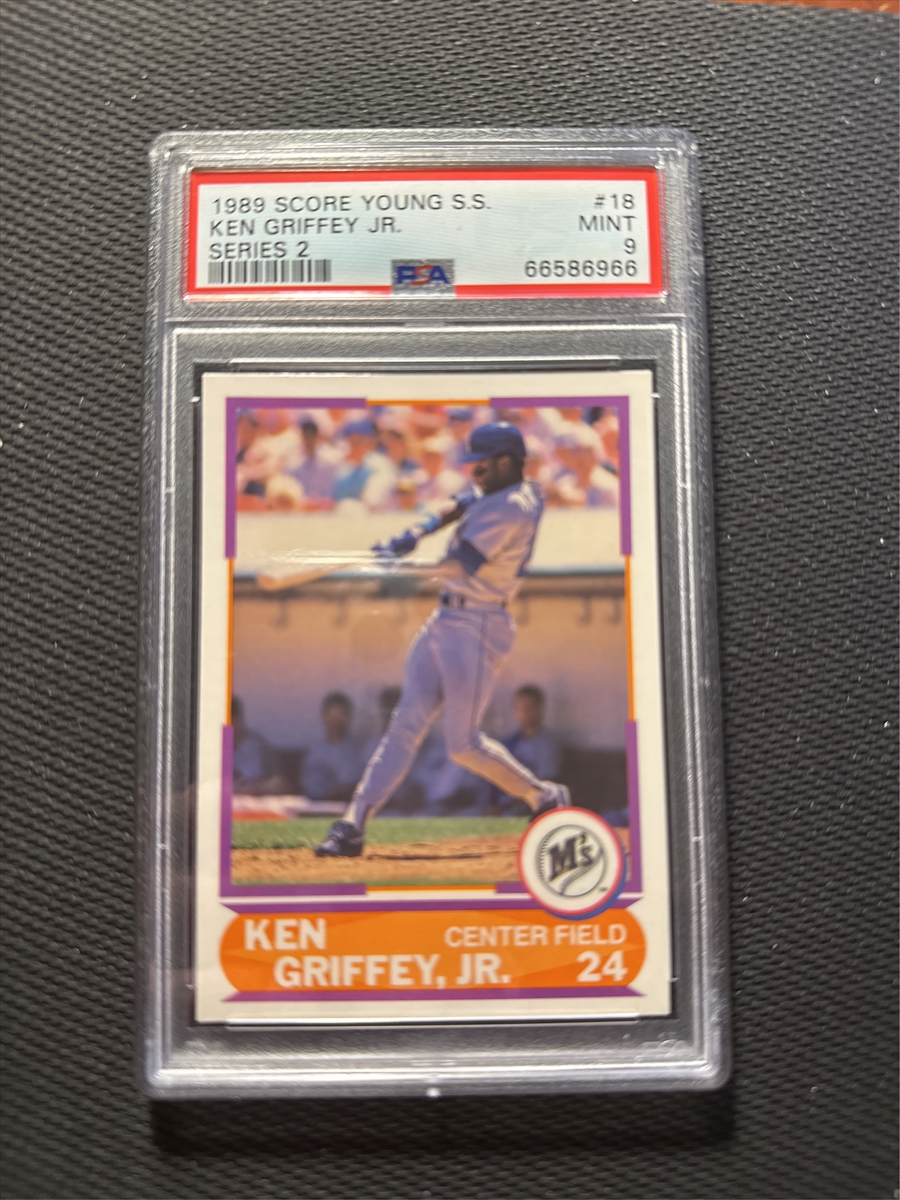 1989 SCORE YOUNG S.S. #18
KEN GRIFFEY JR. MINT
SERIES 2 9
PSA 66586966
M's
KEN CENTER FIELD
GRIFFEY, JR. 24